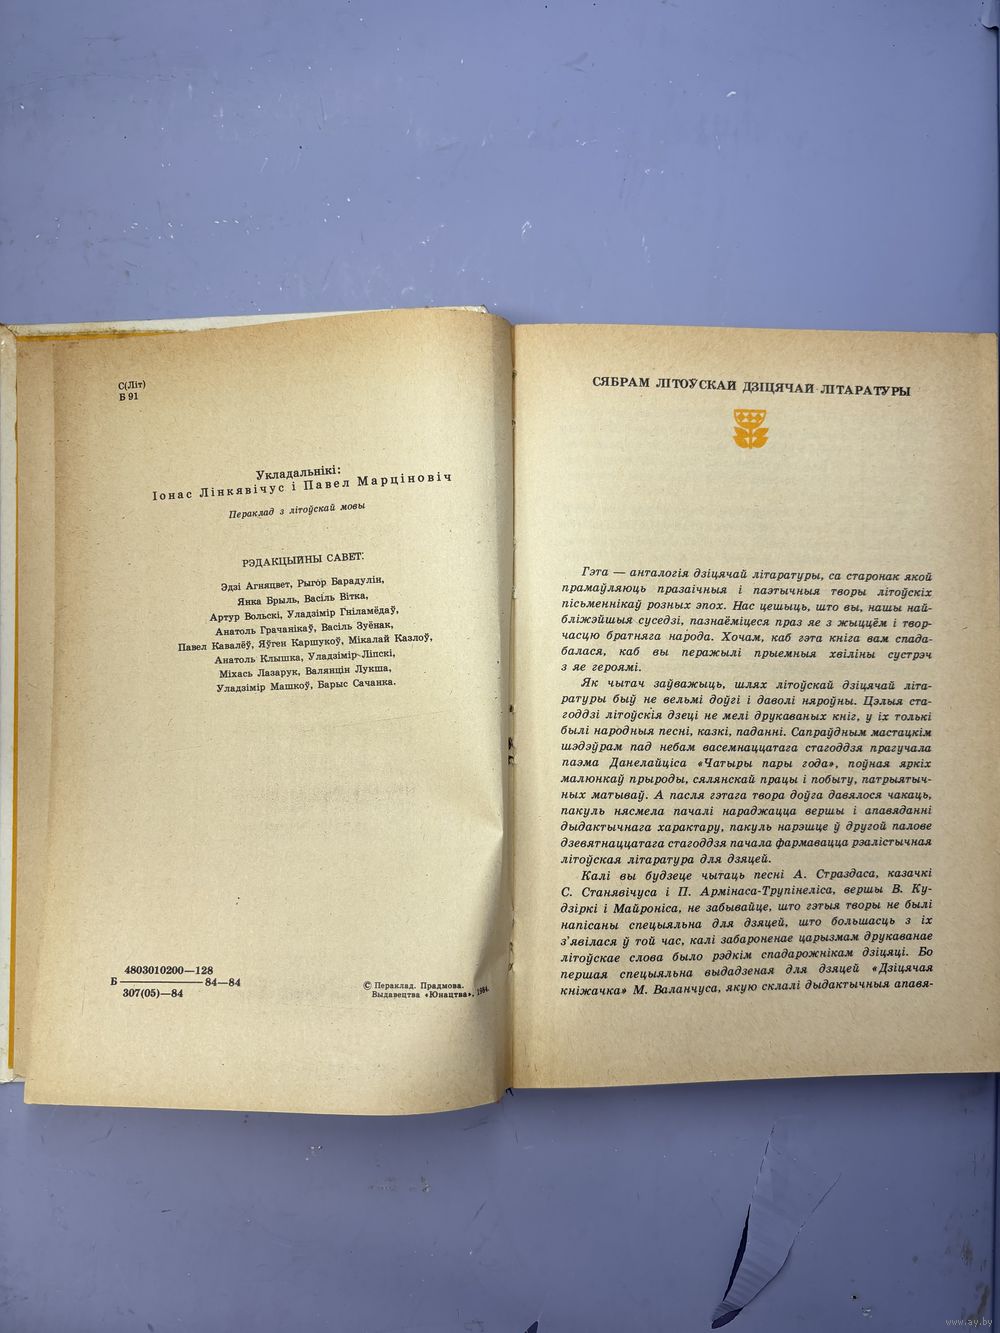 С(Літ)
Б 91
Укладальнікі:
Іонас Лінкявічус і Павел Марціновіч
Пераклад з літоўскай мовы
РЭДАКЦЫЙНЫ САВЕТ:
Эдзі Агняцвет, Рыгор Барадулін,
Янка Брыль, Васіль Вітка,
Артур Вольскі, Уладзімір Гніламёдаў,
Анатоль Грачанікаў, Васіль Зуёнак,
Павел Кавалёў, Яўген Каршукоў, Мікалай Казлоў,
Анатоль Клышка, Уладзімір Ліпскі,
Міхась Лазарук, Валянцін Лукша,
Уладзімір Машкоў, Барыс Сачанка.
4803010200—128
Б 84—84
307(05)—84
© Пераклад. Прадмова.
Выдавецтва «Юнацтва», 1984.
СЯБРАМ ЛІТОЎСКАЙ ДЗІЦЯЧАЙ ЛІТАРАТУРЫ
Гэта — анталогія дзіцячай літаратуры, са старонак якой
прамаўляюць празаічныя і паэтычныя творы літоўскіх
пісьменнікаў розных эпох. Нас цешыць, што вы, нашы най-
бліжэйшыя суседзі, пазнаёміцеся праз яе з жыццём і твор-
часцю братняга народа. Хочам, каб гэта кніга вам спада-
балася, каб вы перажылі прыемныя хвіліны сустрэч
з яе героямі.
Як чытач заўважыць, шлях літоўскай дзіцячай літа-
ратуры быў не вельмі доўгі і даволі няроўны. Цэлыя ста-
годдзі літоўскія дзеці не мелі друкаваных кніг, у іх толькі
былі народныя песні, казкі, паданні. Сапраўдным мастацкім
шэдэўрам пад небам васемнаццатага стагоддзя прагучала
паэма Данелайціса «Чатыры пары года», поўная яркіх
малюнкаў прыроды, сялянскай працы і побыту, патрыятыч-
ных матываў. А пасля гэтага твора доўга давялося чакаць,
пакуль нясмела пачалі нараджацца вершы і апавяданні
дыдактычнага характару, пакуль нарэшце ў другой палове
дзевятнаццатага стагоддзя пачала фармавацца рэалістычная
літоўская літаратура для дзяцей.
Калі вы будзеце чытаць песні А. Страздаса, казачкі
С. Станявічуса і П. Армінаса-Трупінеліса, вершы В. Ку-
дзіркі і Майроніса, не забывайце, што гэтыя творы не былі
напісаны спецыяльна для дзяцей, што большасць з іх
з'явілася ў той час, калі забароненае царызмам друкаванае
літоўскае слова было рэдкім спадарожнікам дзіцяці. Бо
першая спецыяльна выдадзеная для дзяцей «Дзіцячая
кніжачка» М. Валанчуса, якую склалі дыдактычныя апавя-
www.ay.by